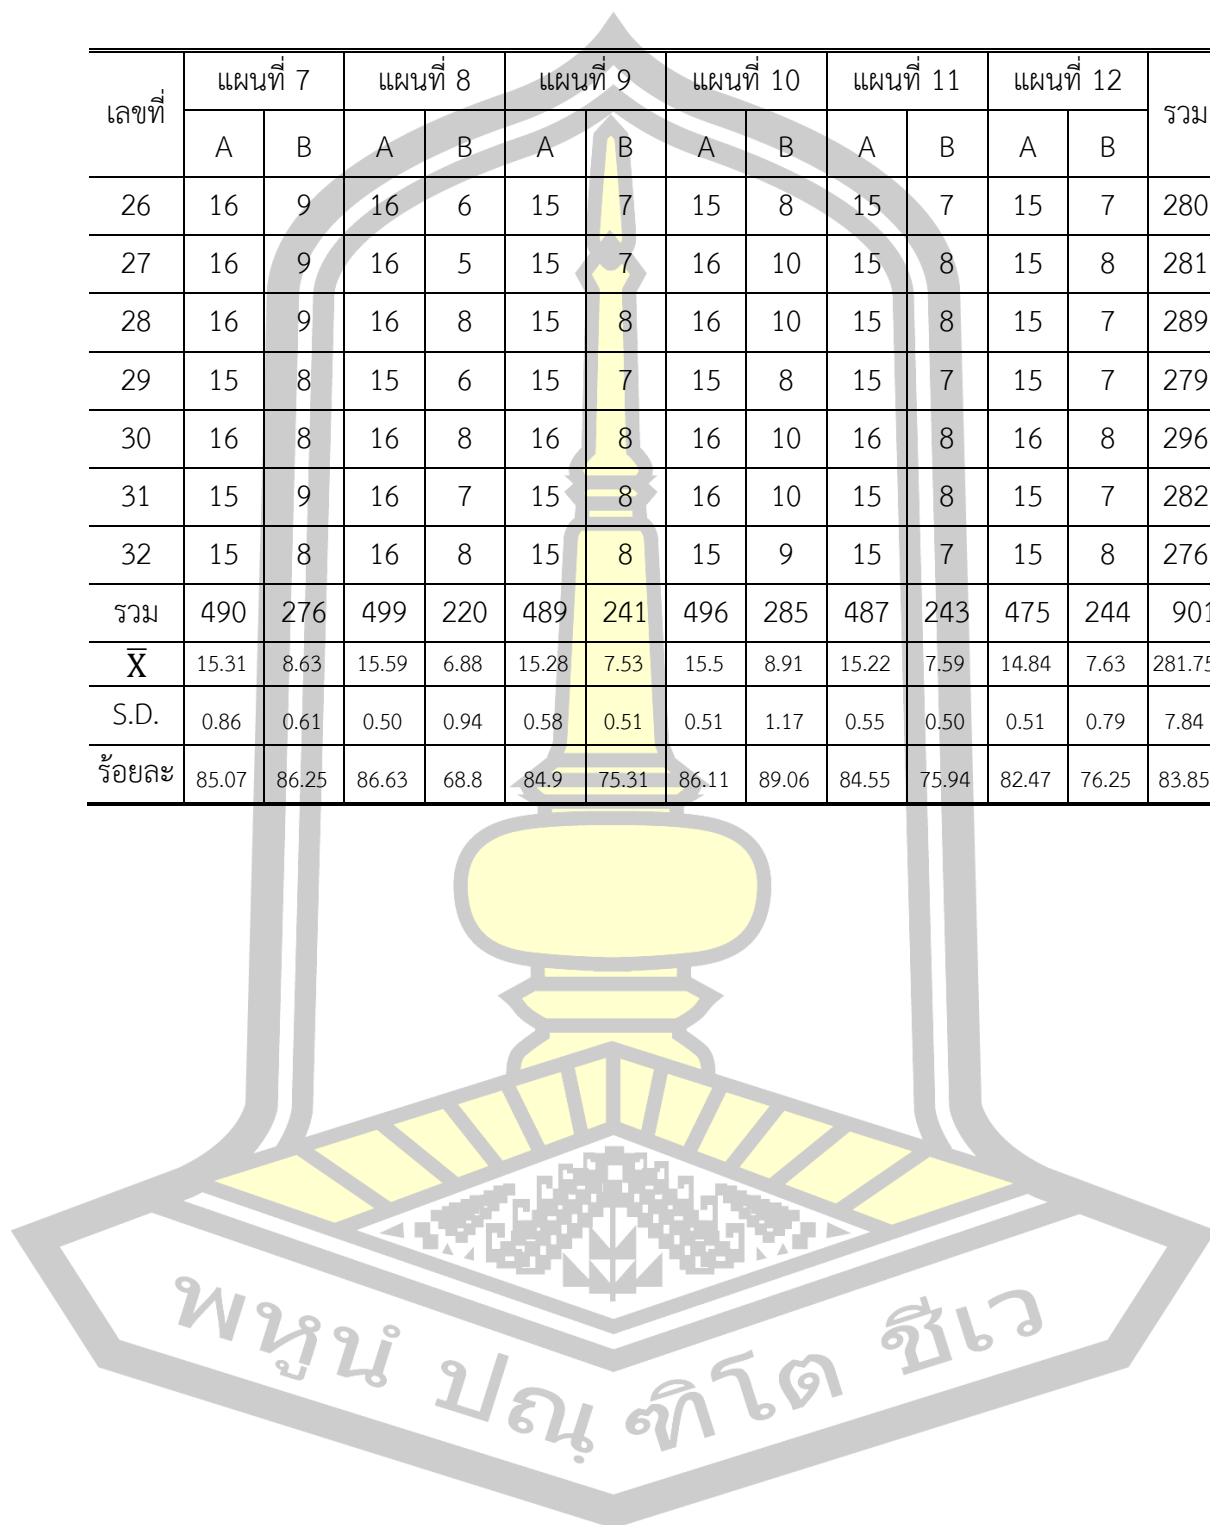 เลขที่ แผนที่ 7 แผนที่ 8 แผนที่ 9 แผนที่ 10 แผนที่ 11 แผนที่ 12 รวม
A B A B A B A B A B A B
26 16 9 16 6 15 7 15 8 15 7 15 7 280
27 16 9 16 5 15 7 16 10 15 8 15 8 281
28 16 9 16 8 15 8 16 10 15 8 15 7 289
29 15 8 15 6 15 7 15 8 15 7 15 7 279
30 16 8 16 8 16 8 16 10 16 8 16 8 296
31 15 9 16 7 15 8 16 10 15 8 15 7 282
32 15 8 16 8 15 8 15 9 15 7 15 8 276
รวม 490 276 499 220 489 241 496 285 487 243 475 244 901
X̅ 15.31 8.63 15.59 6.88 15.28 7.53 15.5 8.91 15.22 7.59 14.84 7.63 281.75
S.D. 0.86 0.61 0.50 0.94 0.58 0.51 0.51 1.17 0.55 0.50 0.51 0.79 7.84
ร้อยละ 85.07 86.25 86.63 68.8 84.9 75.31 86.11 89.06 84.55 75.94 82.47 76.25 83.85
พหูนํ ปณฺ ฑิโต ชีเว